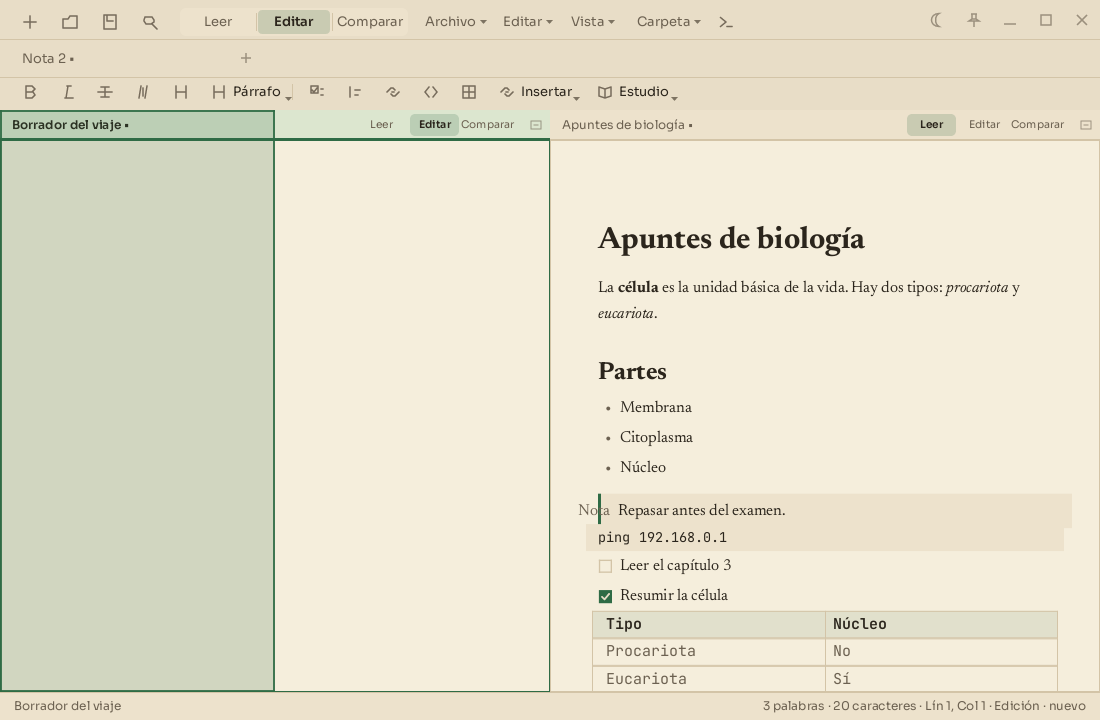 Leer Editar Comparar Archivo Editar Vista Carpeta
Nota 2 •
Párrafo Insertar Estudio
Borrador del viaje • Leer Editar Comparar
Apuntes de biología • Leer Editar Comparar
Apuntes de biología
La célula es la unidad básica de la vida. Hay dos tipos: procariota y
eucariota.
Partes
• Membrana
• Citoplasma
• Núcleo
Nota Repasar antes del examen.
ping 192.168.0.1
Leer el capítulo 3
Resumir la célula
Tipo Núcleo
Procariota No
Eucariota Sí
Borrador del viaje 3 palabras · 20 caracteres · Lín 1, Col 1 · Edición · nuevo